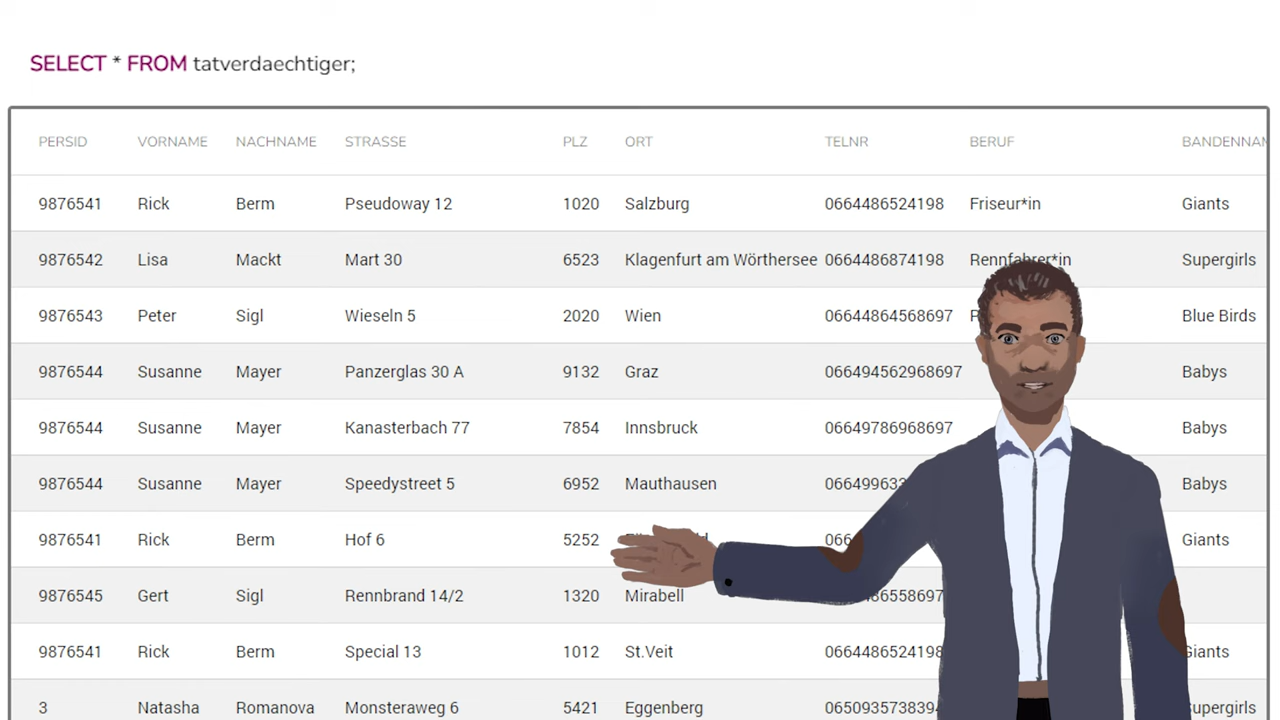 SELECT * FROM tatverdaechtiger;
PERSID VORNAME NACHNAME STRASSE PLZ ORT TELNR BERUF BANDENNAM
9876541 Rick Berm Pseudoway 12 1020 Salzburg 0664486524198 Friseur*in Giants
9876542 Lisa Mackt Mart 30 6523 Klagenfurt am Wörthersee 0664486874198 Rennfahrer*in Supergirls
9876543 Peter Sigl Wieseln 5 2020 Wien 06644864568697 Blue Birds
9876544 Susanne Mayer Panzerglas 30 A 9132 Graz 066494562968697 Babys
9876544 Susanne Mayer Kanasterbach 77 7854 Innsbruck 06649786968697 Babys
9876544 Susanne Mayer Speedystreet 5 6952 Mauthausen Babys
9876541 Rick Berm Hof 6 5252 Giants
9876545 Gert Sigl Rennbrand 14/2 1320 Mirabell
9876541 Rick Berm Special 13 1012 St.Veit 0664486524198 Giants
3 Natasha Romanova Monsteraweg 6 5421 Eggenberg Supergirls